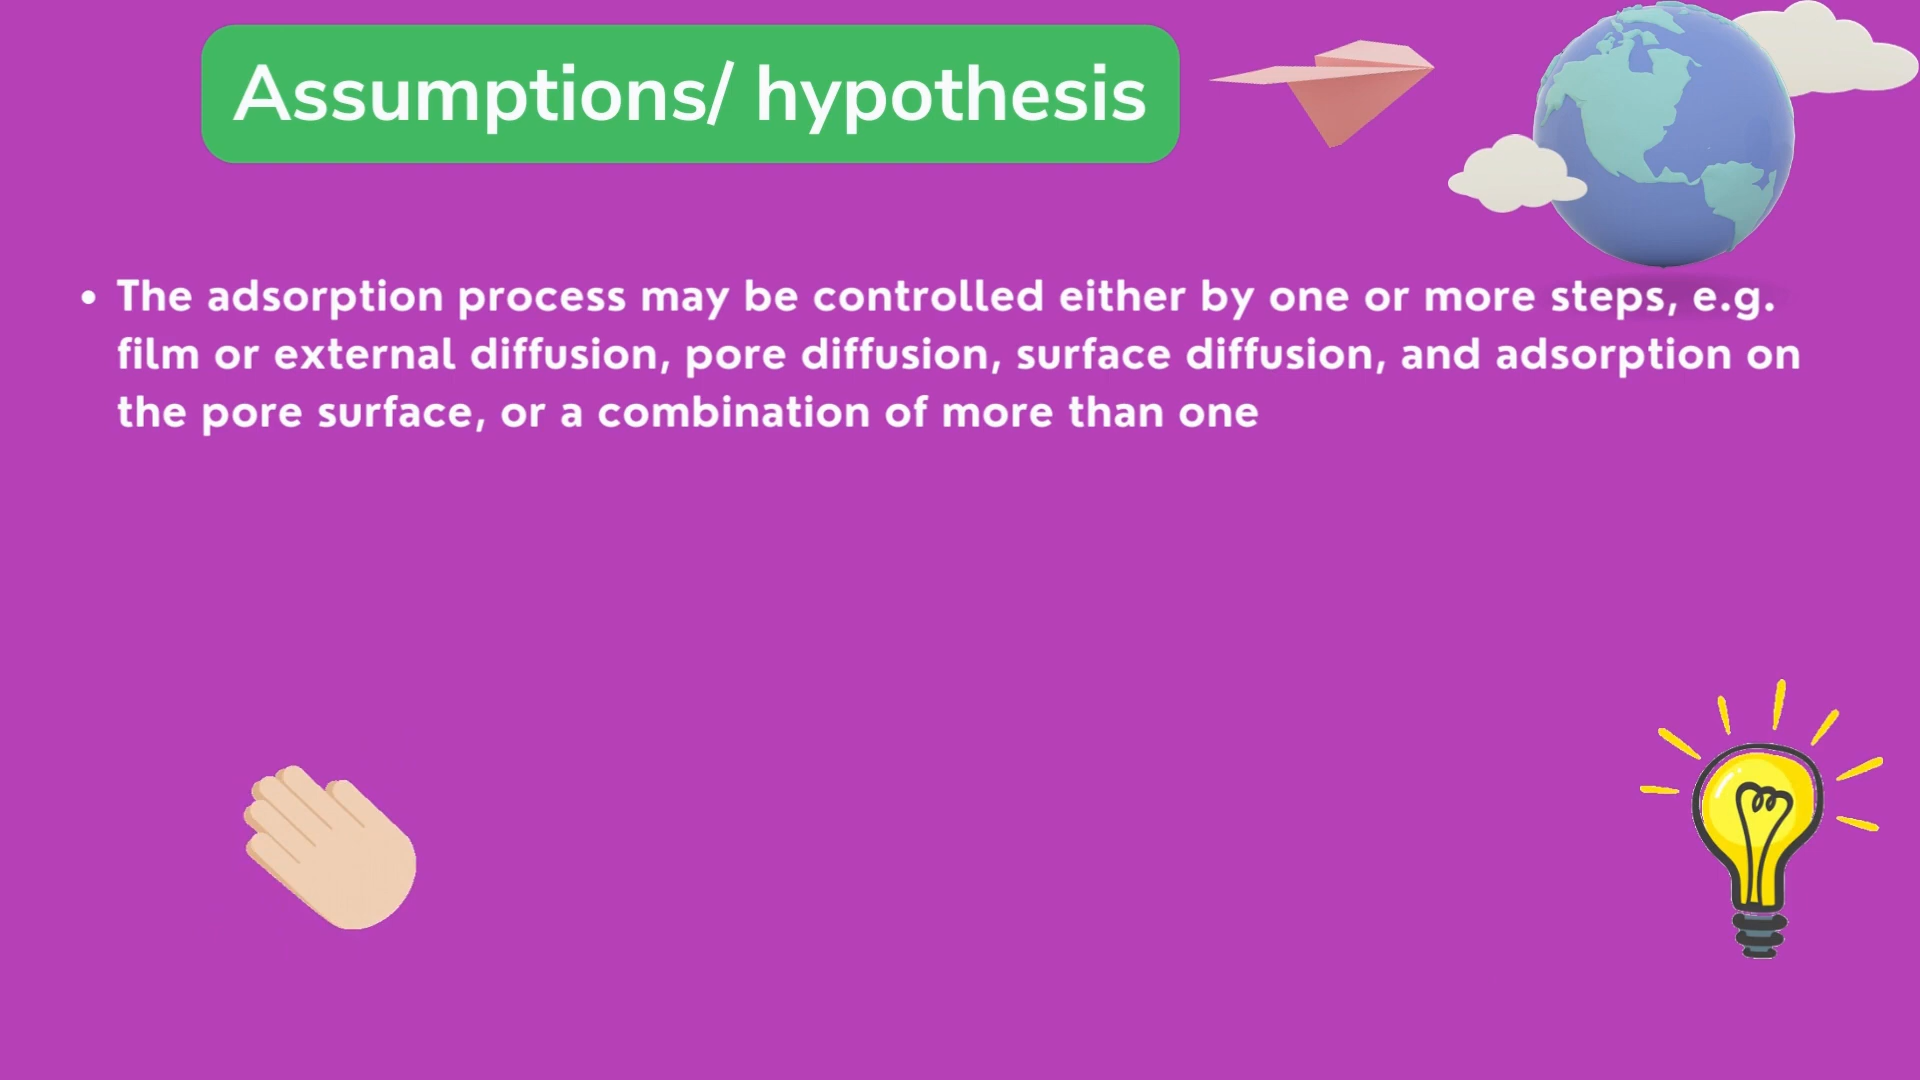 Assumptions/ hypothesis
• The adsorption process may be controlled either by one or more steps, e.g.
film or external diffusion, pore diffusion, surface diffusion, and adsorption on
the pore surface, or a combination of more than one